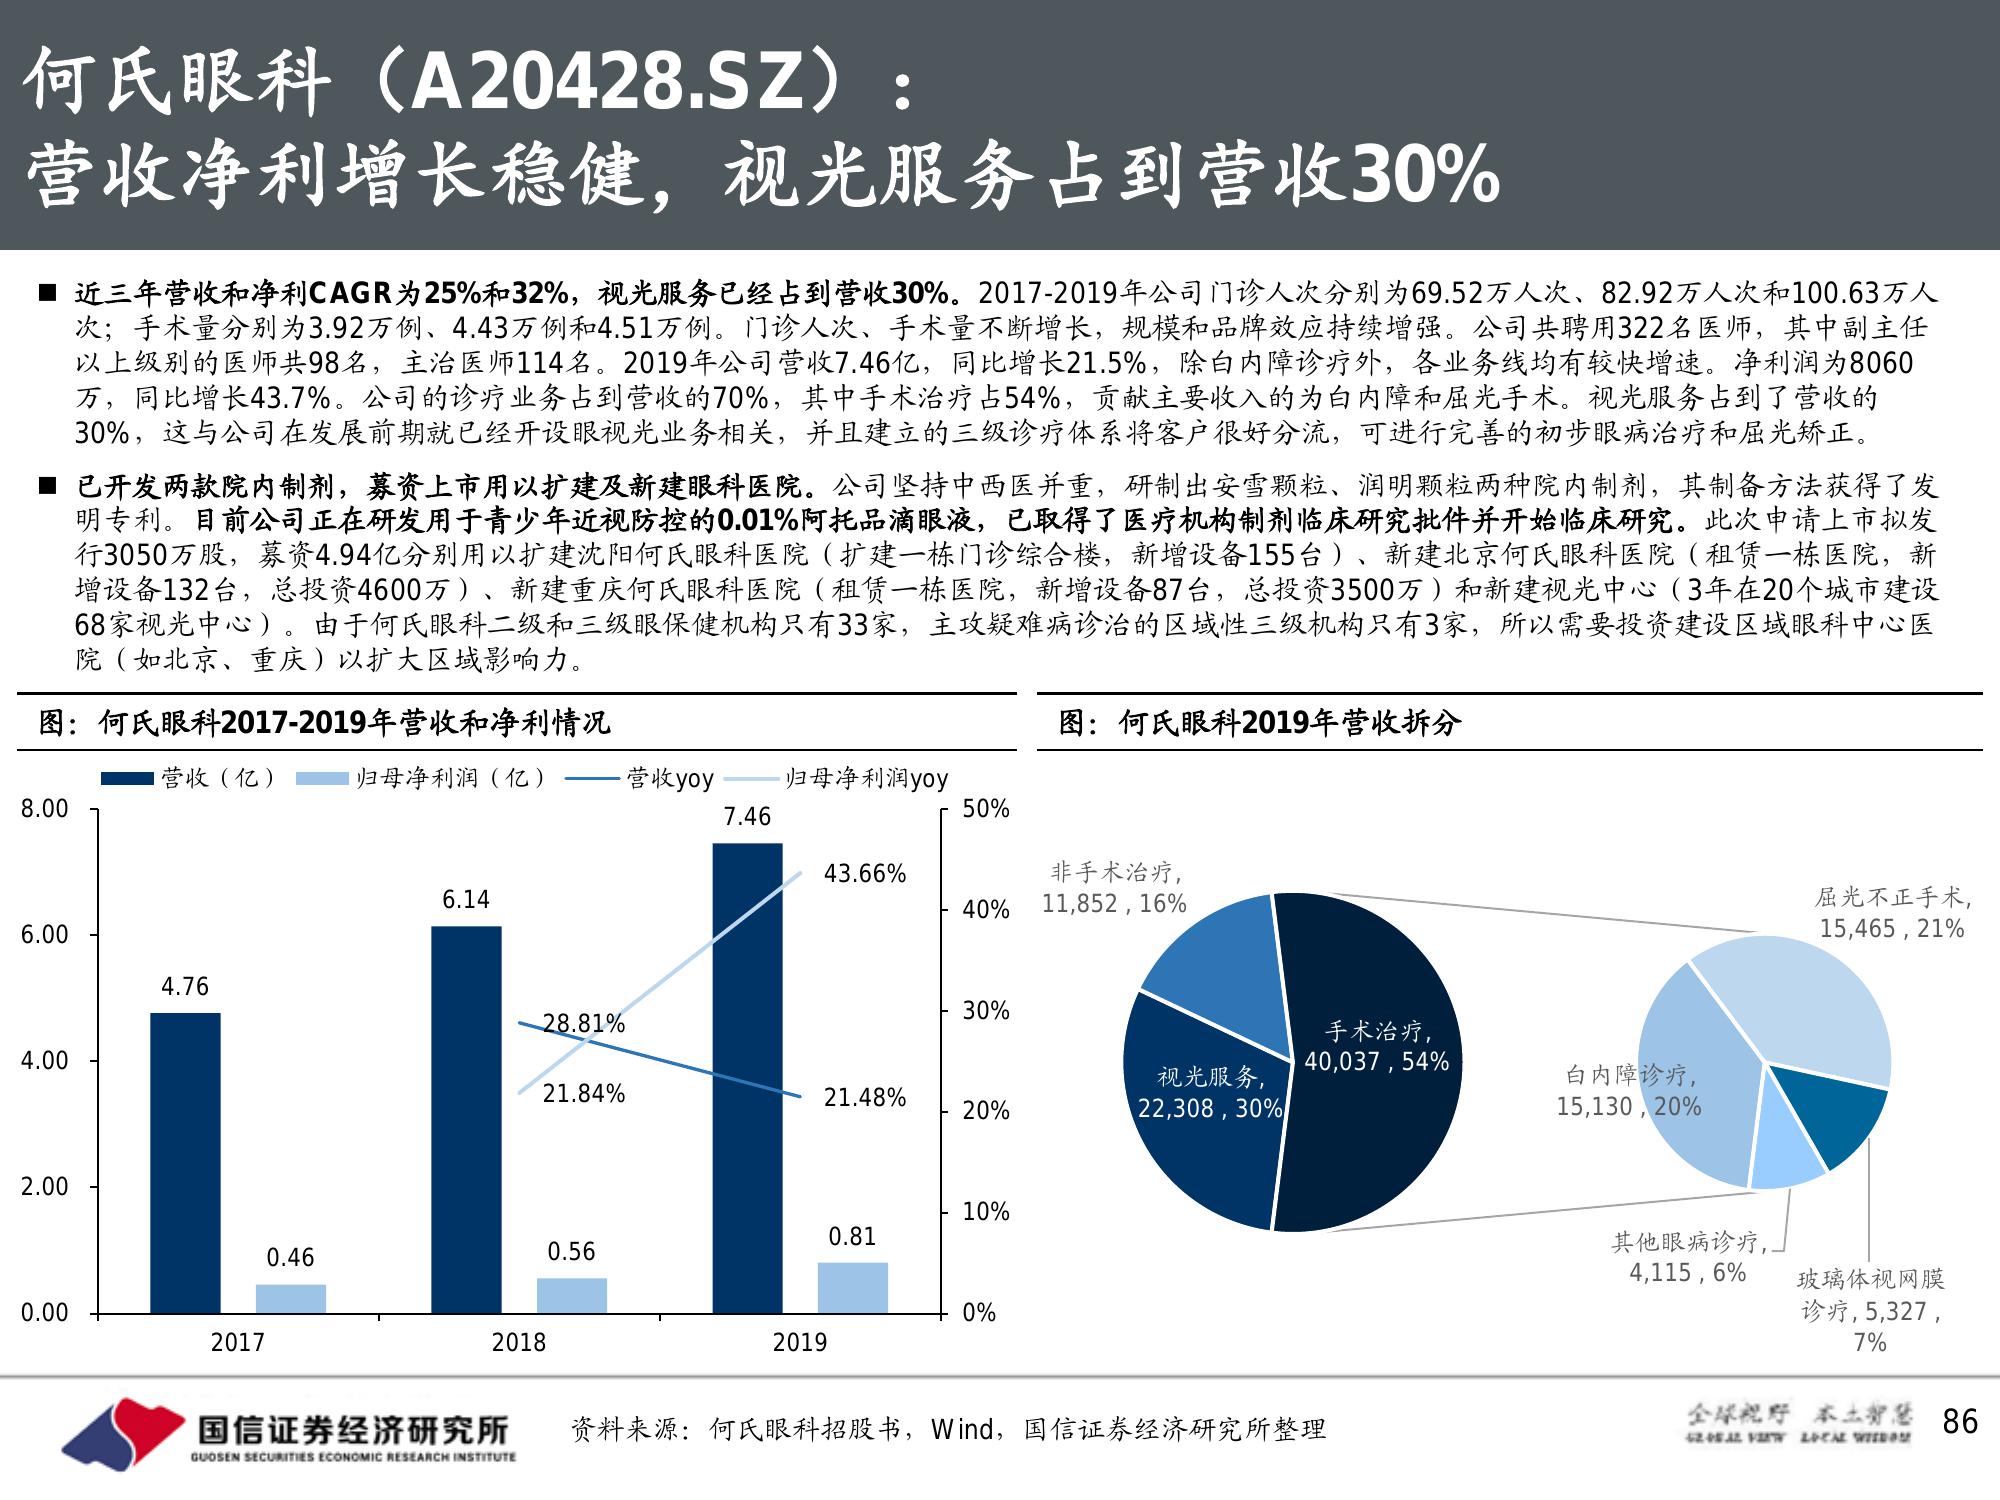 何氏眼科（A20428.SZ）：
营收净利增长稳健，视光服务占到营收30%
■ 近三年营收和净利CAGR为25%和32%，视光服务已经占到营收30%。2017-2019年公司门诊人次分别为69.52万人次、82.92万人次和100.63万人
次；手术量分别为3.92万例、4.43万例和4.51万例。门诊人次、手术量不断增长，规模和品牌效应持续增强。公司共聘用322名医师，其中副主任
以上级别的医师共98名，主治医师114名。2019年公司营收7.46亿，同比增长21.5%，除白内障诊疗外，各业务线均有较快增速。净利润为8060
万，同比增长43.7%。公司的诊疗业务占到营收的70%，其中手术治疗占54%，贡献主要收入的为白内障和屈光手术。视光服务占到了营收的
30%，这与公司在发展前期就已经开设眼视光业务相关，并且建立的三级诊疗体系将客户很好分流，可进行完善的初步眼病治疗和屈光矫正。
■ 已开发两款院内制剂，募资上市用以扩建及新建眼科医院。公司坚持中西医并重，研制出安雪颗粒、润明颗粒两种院内制剂，其制备方法获得了发
明专利。目前公司正在研发用于青少年近视防控的0.01%阿托品滴眼液，已取得了医疗机构制剂临床研究批件并开始临床研究。此次申请上市拟发
行3050万股，募资4.94亿分别用以扩建沈阳何氏眼科医院（扩建一栋门诊综合楼，新增设备155台）、新建北京何氏眼科医院（租赁一栋医院，新
增设备132台，总投资4600万）、新建重庆何氏眼科医院（租赁一栋医院，新增设备87台，总投资3500万）和新建视光中心（3年在20个城市建设
68家视光中心）。由于何氏眼科二级和三级眼保健机构只有33家，主攻疑难病诊治的区域性三级机构只有3家，所以需要投资建设区域眼科中心医
院（如北京、重庆）以扩大区域影响力。
图：何氏眼科2017-2019年营收和净利情况
营收（亿） 归母净利润（亿） 营收yoy 归母净利润yoy
8.00
6.00
4.00
2.00
0.00
50%
40%
30%
20%
10%
0%
4.76
0.46
6.14
0.56
7.46
0.81
28.81%
21.84%
43.66%
21.48%
2017
2018
2019
图：何氏眼科2019年营收拆分
非手术治疗,
11,852 , 16%
视光服务,
22,308 , 30%
手术治疗,
40,037 , 54%
屈光不正手术,
15,465 , 21%
白内障诊疗,
15,130 , 20%
其他眼病诊疗,
4,115 , 6%
玻璃体视网膜
诊疗, 5,327 ,
7%
国信证券经济研究所
GUOSEN SECURITIES ECONOMIC RESEARCH INSTITUTE
资料来源：何氏眼科招股书，Wind，国信证券经济研究所整理
全球视野 本土智慧
GLOBAL VIEW LOCAL WISDOM
86